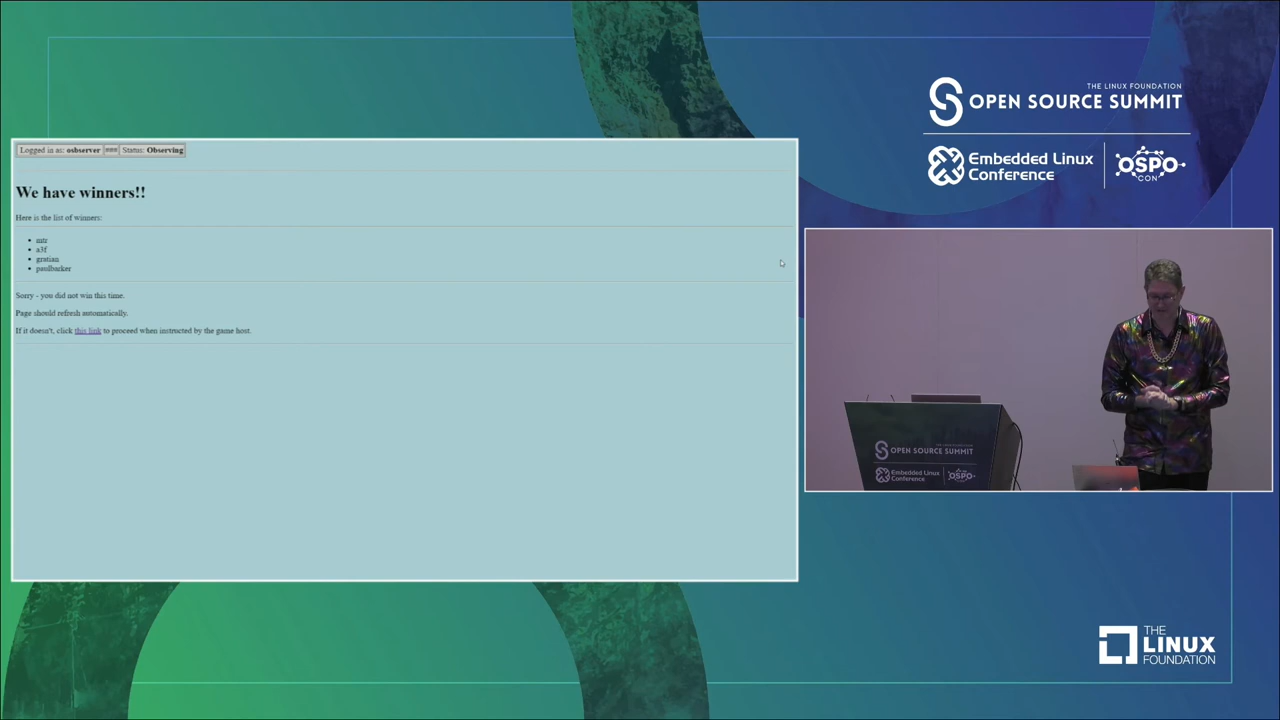 THE LINUX FOUNDATION
OPEN SOURCE SUMMIT
Embedded Linux
Conference
OSPO
CON
Logged in as: osbserver ### Status: Observing
We have winners!!
Here is the list of winners:
mtr
a3f
gratian
paulbarker
Sorry - you did not win this time.
Page should refresh automatically.
If it doesn't, click this link to proceed when instructed by the game host.
OPEN SOURCE SUMMIT
Embedded Linux
Conference
OSPO
CON
THE
LINUX
FOUNDATION